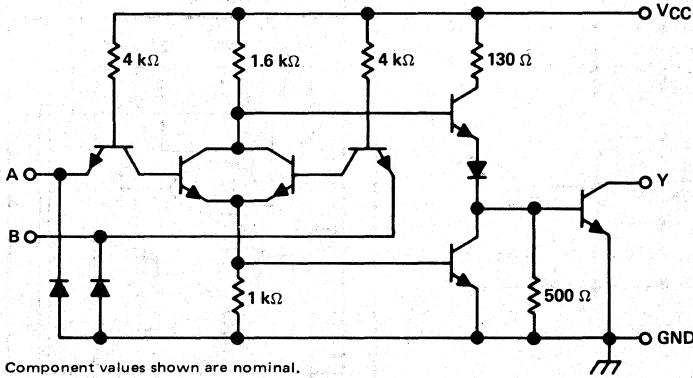 VCC
4 kΩ
1.6 kΩ
4 kΩ
130 Ω
A
Y
B
1 kΩ
500 Ω
GND
Component values shown are nominal.